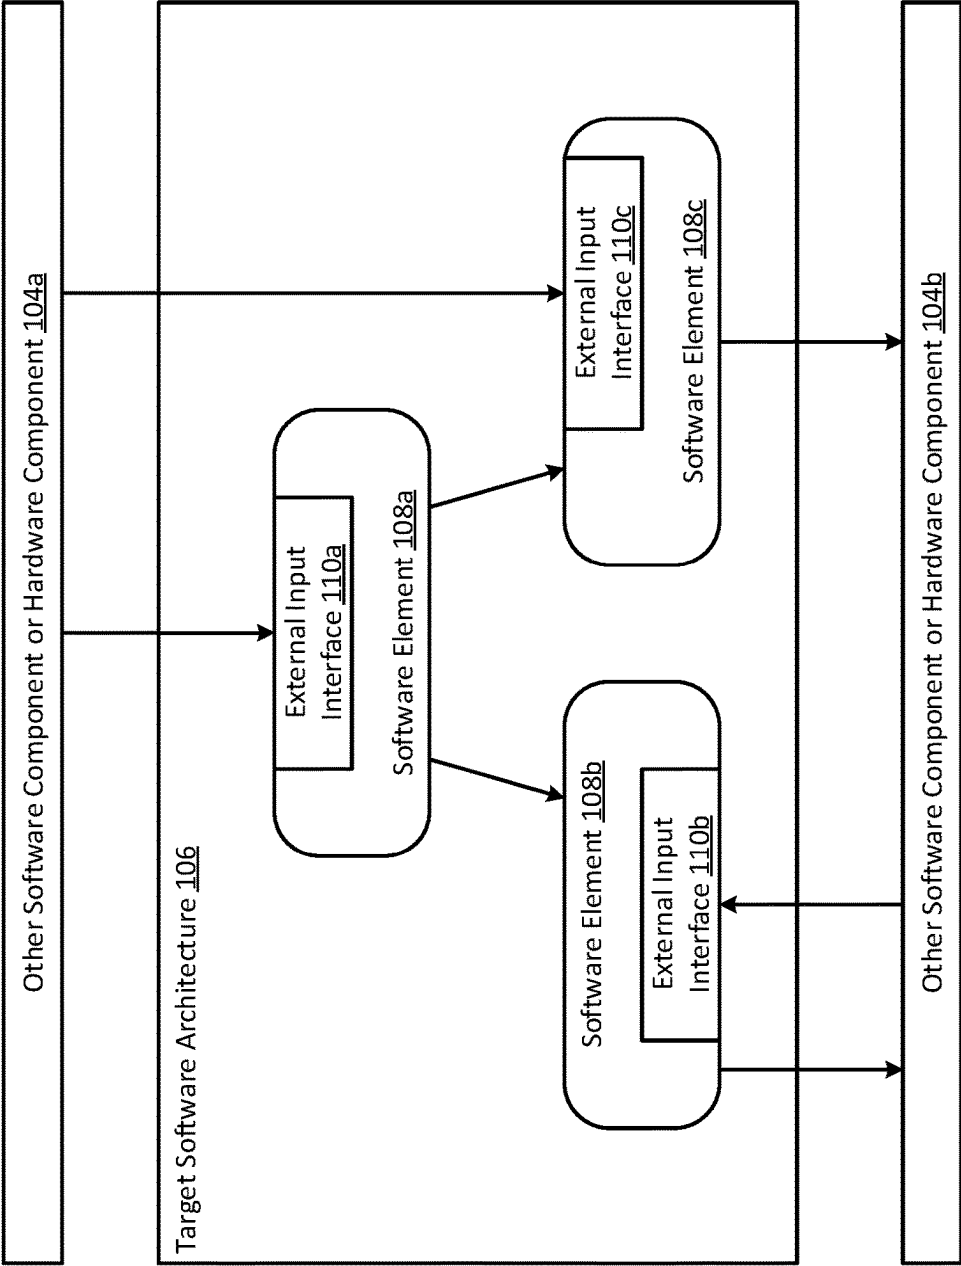 Other Software Component or Hardware Component 104a
Target Software Architecture 106
External Input
Interface 110a
Software Element 108a
Software Element 108b
External Input
Interface 110b
External Input
Interface 110c
Software Element 108c
Other Software Component or Hardware Component 104b